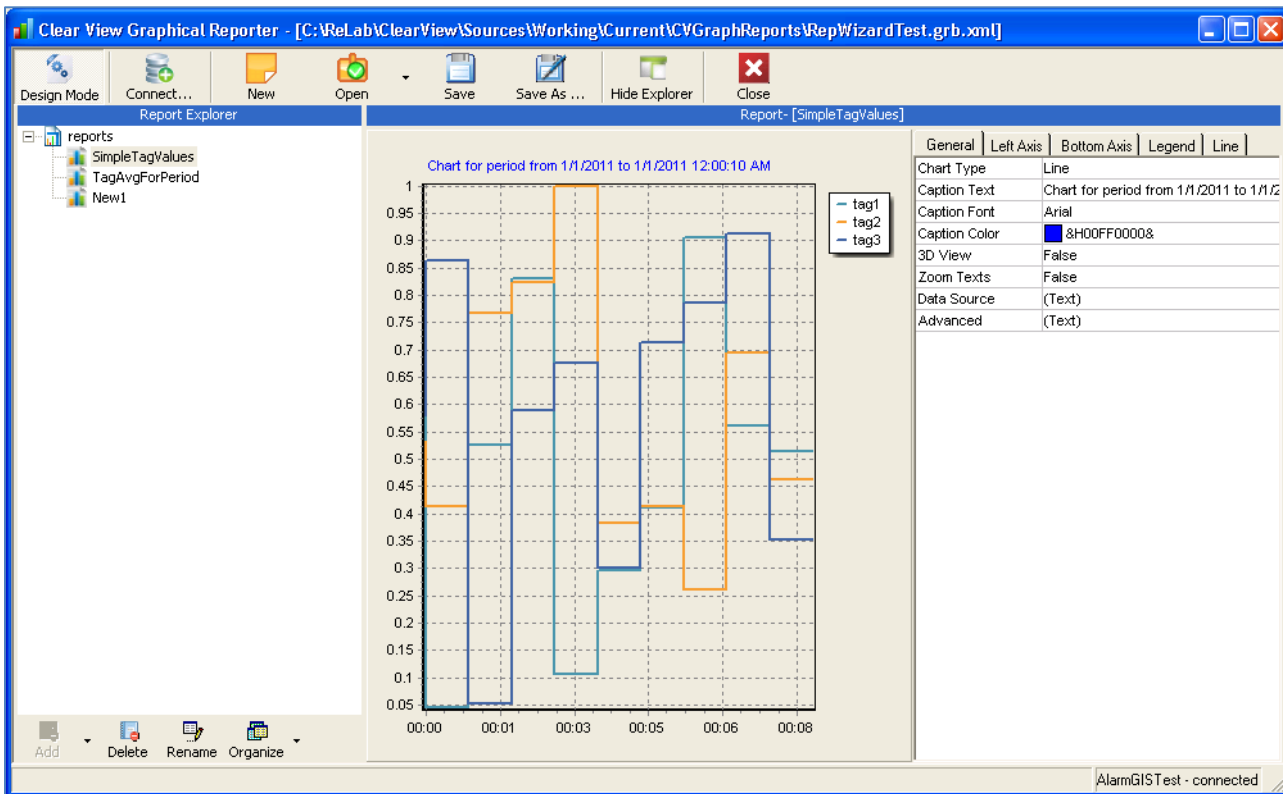 Clear View Graphical Reporter - [C:\ReLab\ClearView\Sources\Working\Current\CVGraphReports\RepWizardTest.grb.xml]
Design Mode Connect... New Open Save Save As ... Hide Explorer Close
Report Explorer
reports
SimpleTagValues
TagAvgForPeriod
New1
Add Delete Rename Organize
Report- [SimpleTagValues]
Chart for period from 1/1/2011 to 1/1/2011 12:00:10 AM
1
0.95
0.9
0.85
0.8
0.75
0.7
0.65
0.6
0.55
0.5
0.45
0.4
0.35
0.3
0.25
0.2
0.15
0.1
0.05
00:00 00:01 00:03 00:05 00:06 00:08
tag1
tag2
tag3
General Left Axis Bottom Axis Legend Line
Chart Type Line
Caption Text Chart for period from 1/1/2011 to 1/1/2
Caption Font Arial
Caption Color &H00FF0000&
3D View False
Zoom Texts False
Data Source (Text)
Advanced (Text)
AlarmGISTest - connected